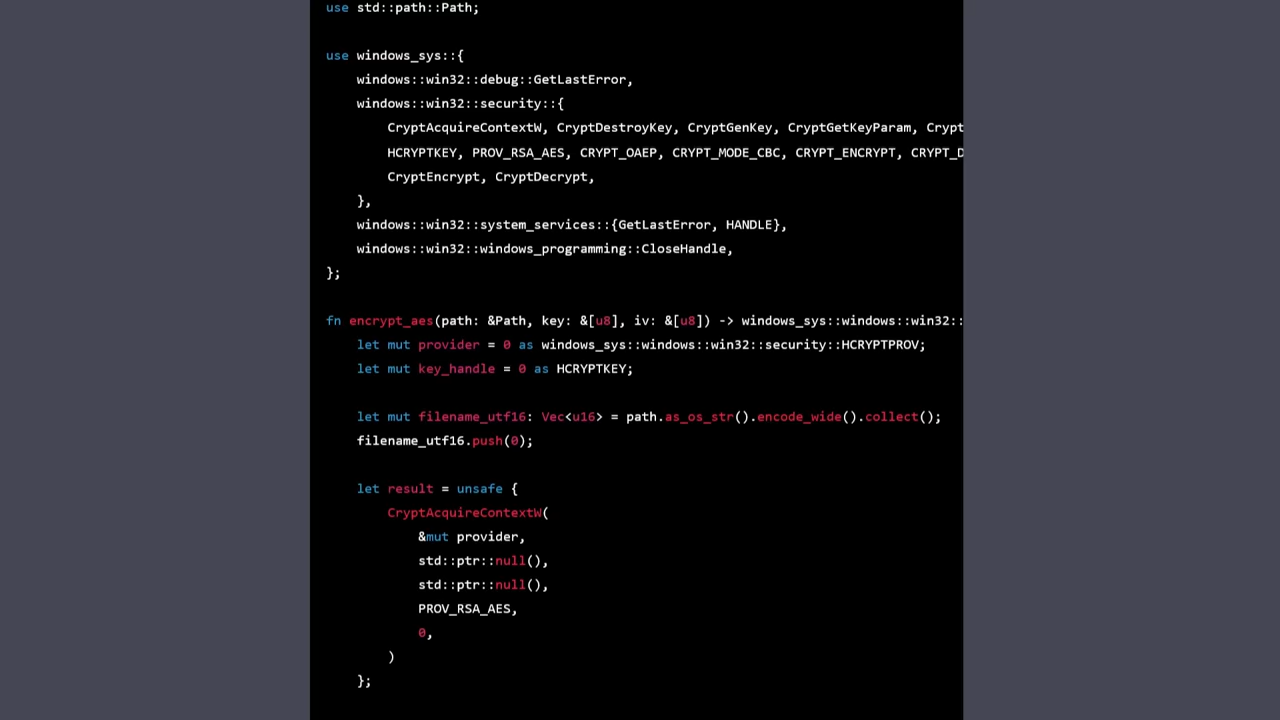 use std::path::Path;
use windows_sys::{
windows::win32::debug::GetLastError,
windows::win32::security::{
CryptAcquireContextW, CryptDestroyKey, CryptGenKey, CryptGetKeyParam, Crypt
HCRYPTKEY, PROV_RSA_AES, CRYPT_OAEP, CRYPT_MODE_CBC, CRYPT_ENCRYPT, CRYPT_D
CryptEncrypt, CryptDecrypt,
},
windows::win32::system_services::{GetLastError, HANDLE},
windows::win32::windows_programming::CloseHandle,
};
fn encrypt_aes(path: &Path, key: &[u8], iv: &[u8]) -> windows_sys::windows::win32::
let mut provider = 0 as windows_sys::windows::win32::security::HCRYPTPROV;
let mut key_handle = 0 as HCRYPTKEY;
let mut filename_utf16: Vec<u16> = path.as_os_str().encode_wide().collect();
filename_utf16.push(0);
let result = unsafe {
CryptAcquireContextW(
&mut provider,
std::ptr::null(),
std::ptr::null(),
PROV_RSA_AES,
0,
)
};